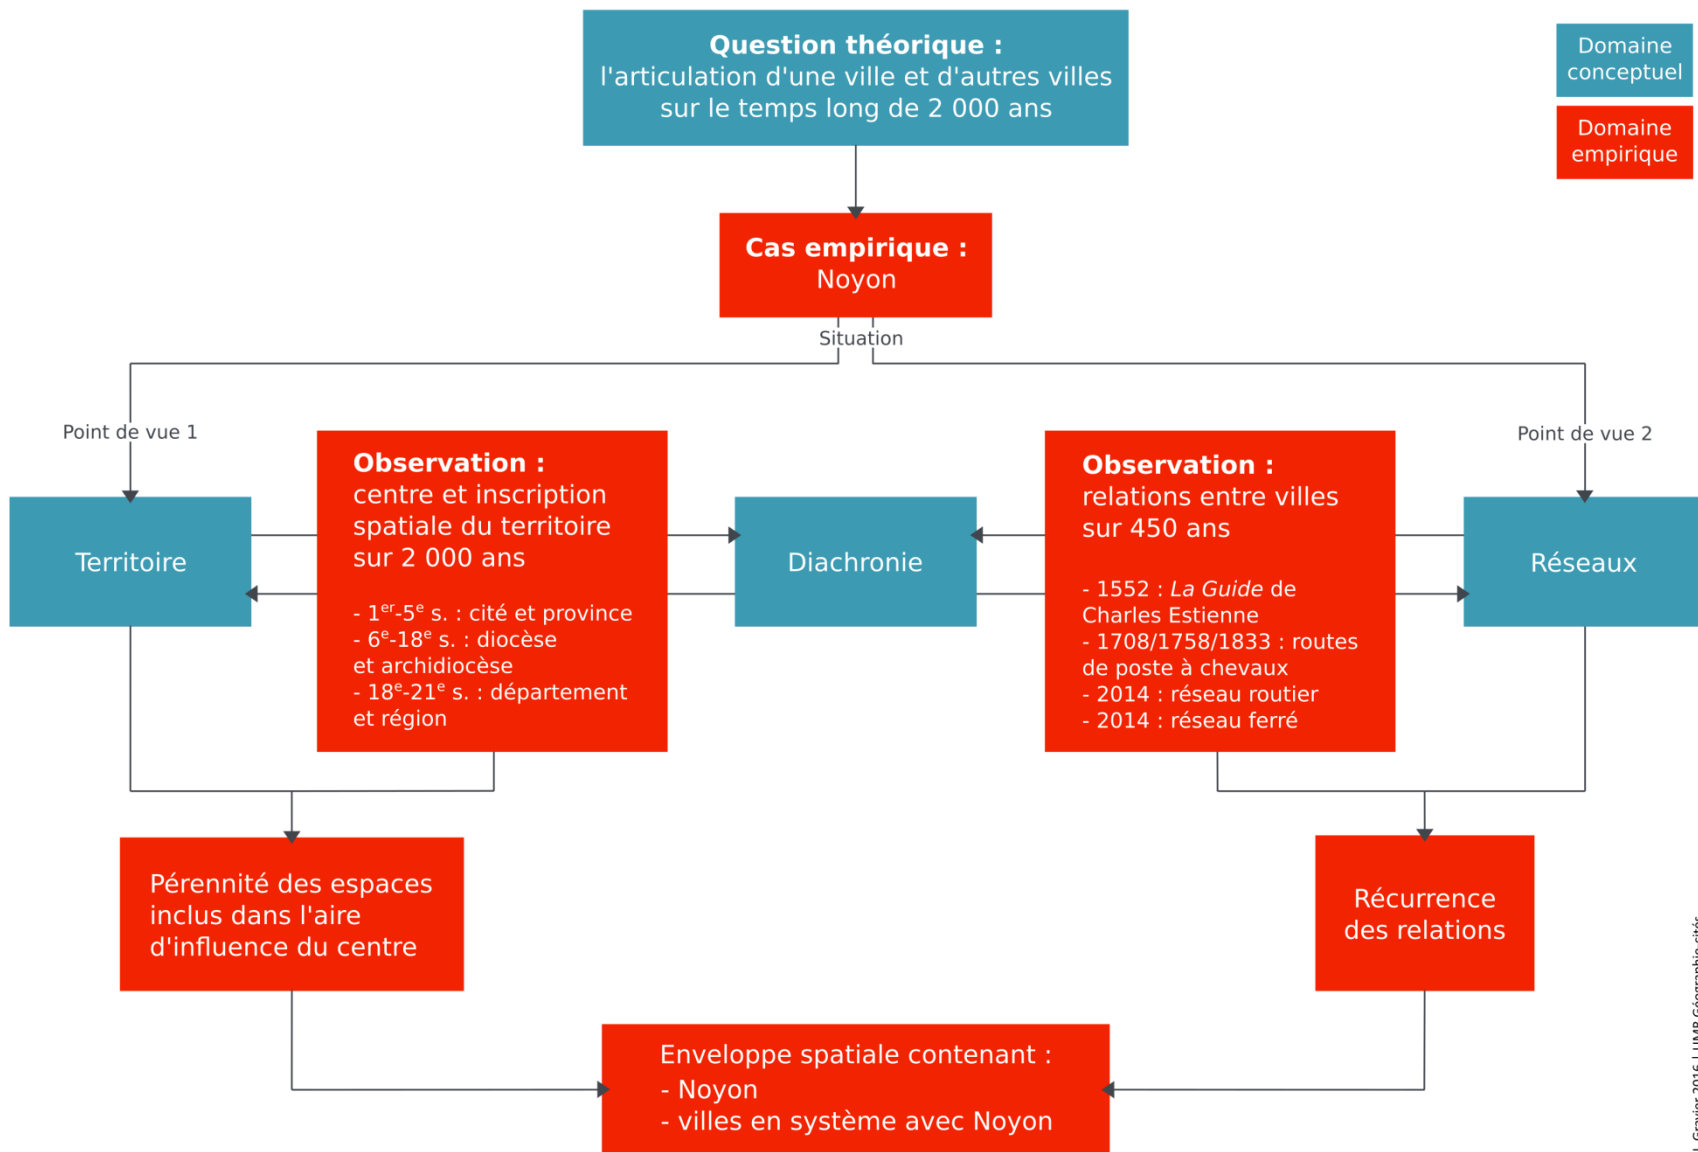 Question théorique :
l'articulation d'une ville et d'autres villes
sur le temps long de 2 000 ans
Domaine
conceptuel
Domaine
empirique
Cas empirique :
Noyon
Situation
Point de vue 1
Point de vue 2
Territoire
Observation :
centre et inscription
spatiale du territoire
sur 2 000 ans
- 1er-5e s. : cité et province
- 6e-18e s. : diocèse
et archidiocèse
- 18e-21e s. : département
et région
Diachronie
Observation :
relations entre villes
sur 450 ans
- 1552 : La Guide de
Charles Estienne
- 1708/1758/1833 : routes
de poste à chevaux
- 2014 : réseau routier
- 2014 : réseau ferré
Réseaux
Pérennité des espaces
inclus dans l'aire
d'influence du centre
Récurrence
des relations
Enveloppe spatiale contenant :
- Noyon
- villes en système avec Noyon
Gravier 2016 | UMR Géographie-cités